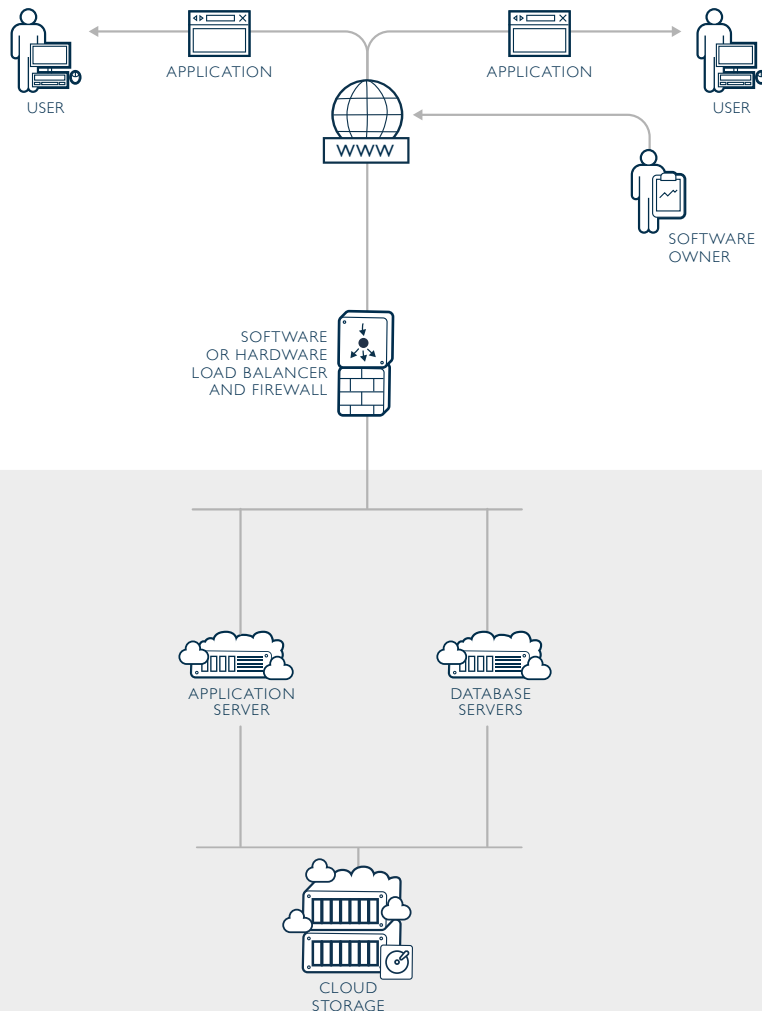 APPLICATION
APPLICATION
USER
USER
WWW
SOFTWARE
OWNER
SOFTWARE
OR HARDWARE
LOAD BALANCER
AND FIREWALL
APPLICATION
SERVER
DATABASE
SERVERS
CLOUD
STORAGE